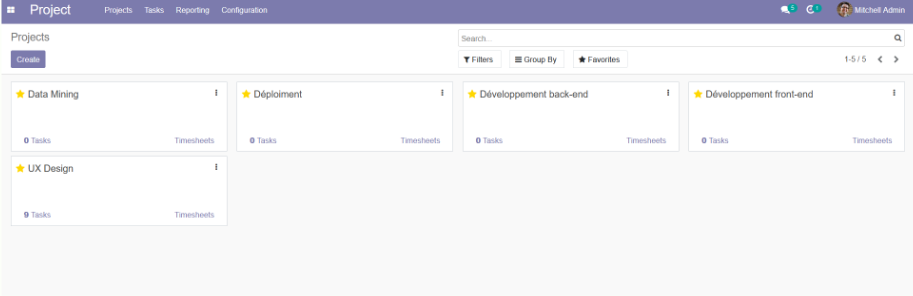 Project Projects Tasks Reporting Configuration 5 1 Mitchell Admin
Projects
Search...
Create
Filters Group By Favorites 1-5 / 5
Data Mining
0 Tasks Timesheets
Déploiment
0 Tasks Timesheets
Développement back-end
0 Tasks Timesheets
Développement front-end
0 Tasks Timesheets
UX Design
9 Tasks Timesheets